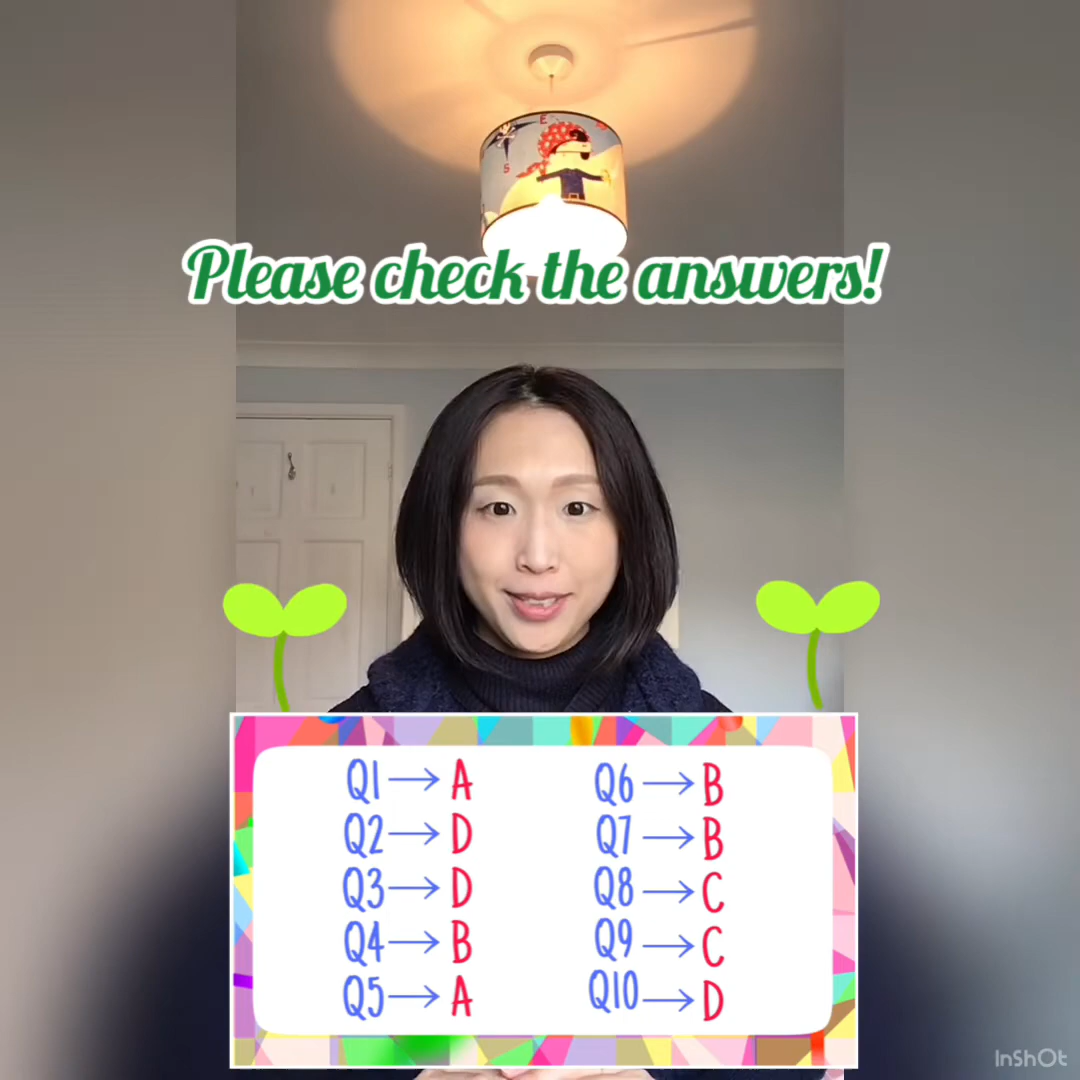 E
S
Please check the answers!
Q1→A
Q2→D
Q3→D
Q4→B
Q5→A
Q6→B
Q7→B
Q8→C
Q9→C
Q10→D
InShOt